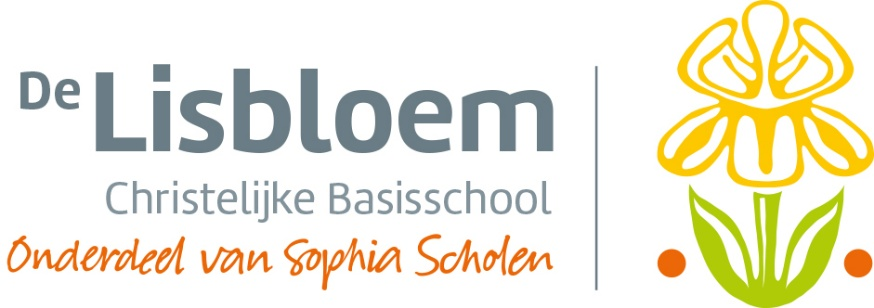 De Lisbloem
Christelijke Basisschool
Onderdeel van Sophia Scholen